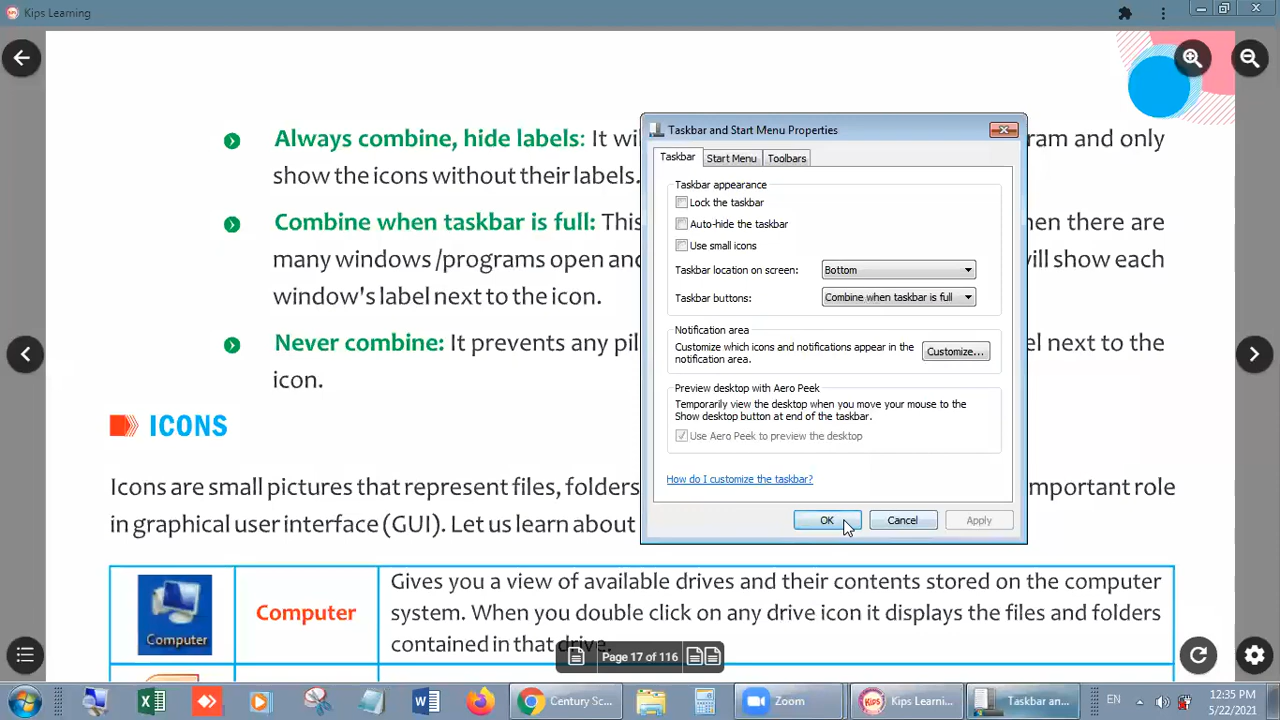 Kips Learning
Always combine, hide labels: It wil
ram and only
show the icons without their labels.
Combine when taskbar is full: This
hen there are
many windows /programs open and
will show each
window's label next to the icon.
Never combine: It prevents any pil
el next to the
icon.
ICONS
Icons are small pictures that represent files, folders
mportant role
in graphical user interface (GUI). Let us learn about
Computer
Computer
Gives you a view of available drives and their contents stored on the computer
system. When you double click on any drive icon it displays the files and folders
contained in that drive.
Taskbar and Start Menu Properties
Taskbar
Start Menu
Toolbars
Taskbar appearance
Lock the taskbar
Auto-hide the taskbar
Use small icons
Taskbar location on screen:
Bottom
Taskbar buttons:
Combine when taskbar is full
Notification area
Customize which icons and notifications appear in the
notification area.
Customize...
Preview desktop with Aero Peek
Temporarily view the desktop when you move your mouse to the
Show desktop button at end of the taskbar.
Use Aero Peek to preview the desktop
How do I customize the taskbar?
OK
Cancel
Apply
Page 17 of 116
Century Sc...
Zoom
Kips Learni...
Taskbar an...
EN
12:35 PM
5/22/2021